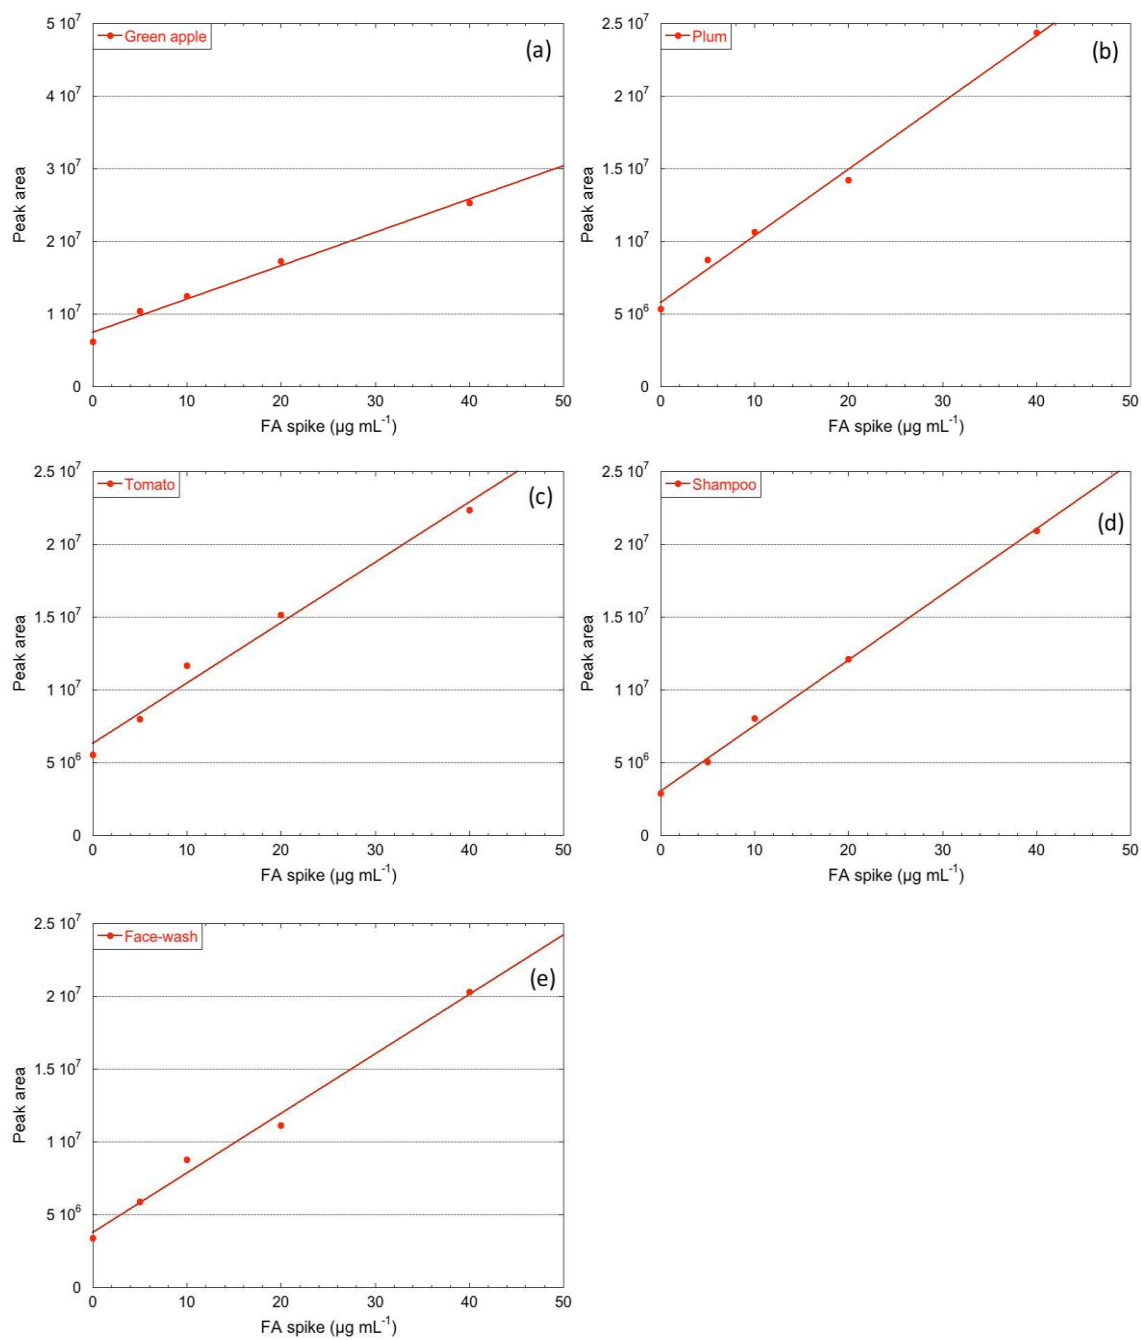 Green apple
(a)
5 10⁷
4 10⁷
3 10⁷
2 10⁷
1 10⁷
0
Peak area
0 10 20 30 40 50
FA spike (µg mL⁻¹)
Plum
(b)
2.5 10⁷
2 10⁷
1.5 10⁷
1 10⁷
5 10⁶
0
Peak area
0 10 20 30 40 50
FA spike (µg mL⁻¹)
Tomato
(c)
2.5 10⁷
2 10⁷
1.5 10⁷
1 10⁷
5 10⁶
0
Peak area
0 10 20 30 40 50
FA spike (µg mL⁻¹)
Shampoo
(d)
2.5 10⁷
2 10⁷
1.5 10⁷
1 10⁷
5 10⁶
0
Peak area
0 10 20 30 40 50
FA spike (µg mL⁻¹)
Face-wash
(e)
2.5 10⁷
2 10⁷
1.5 10⁷
1 10⁷
5 10⁶
0
Peak area
0 10 20 30 40 50
FA spike (µg mL⁻¹)